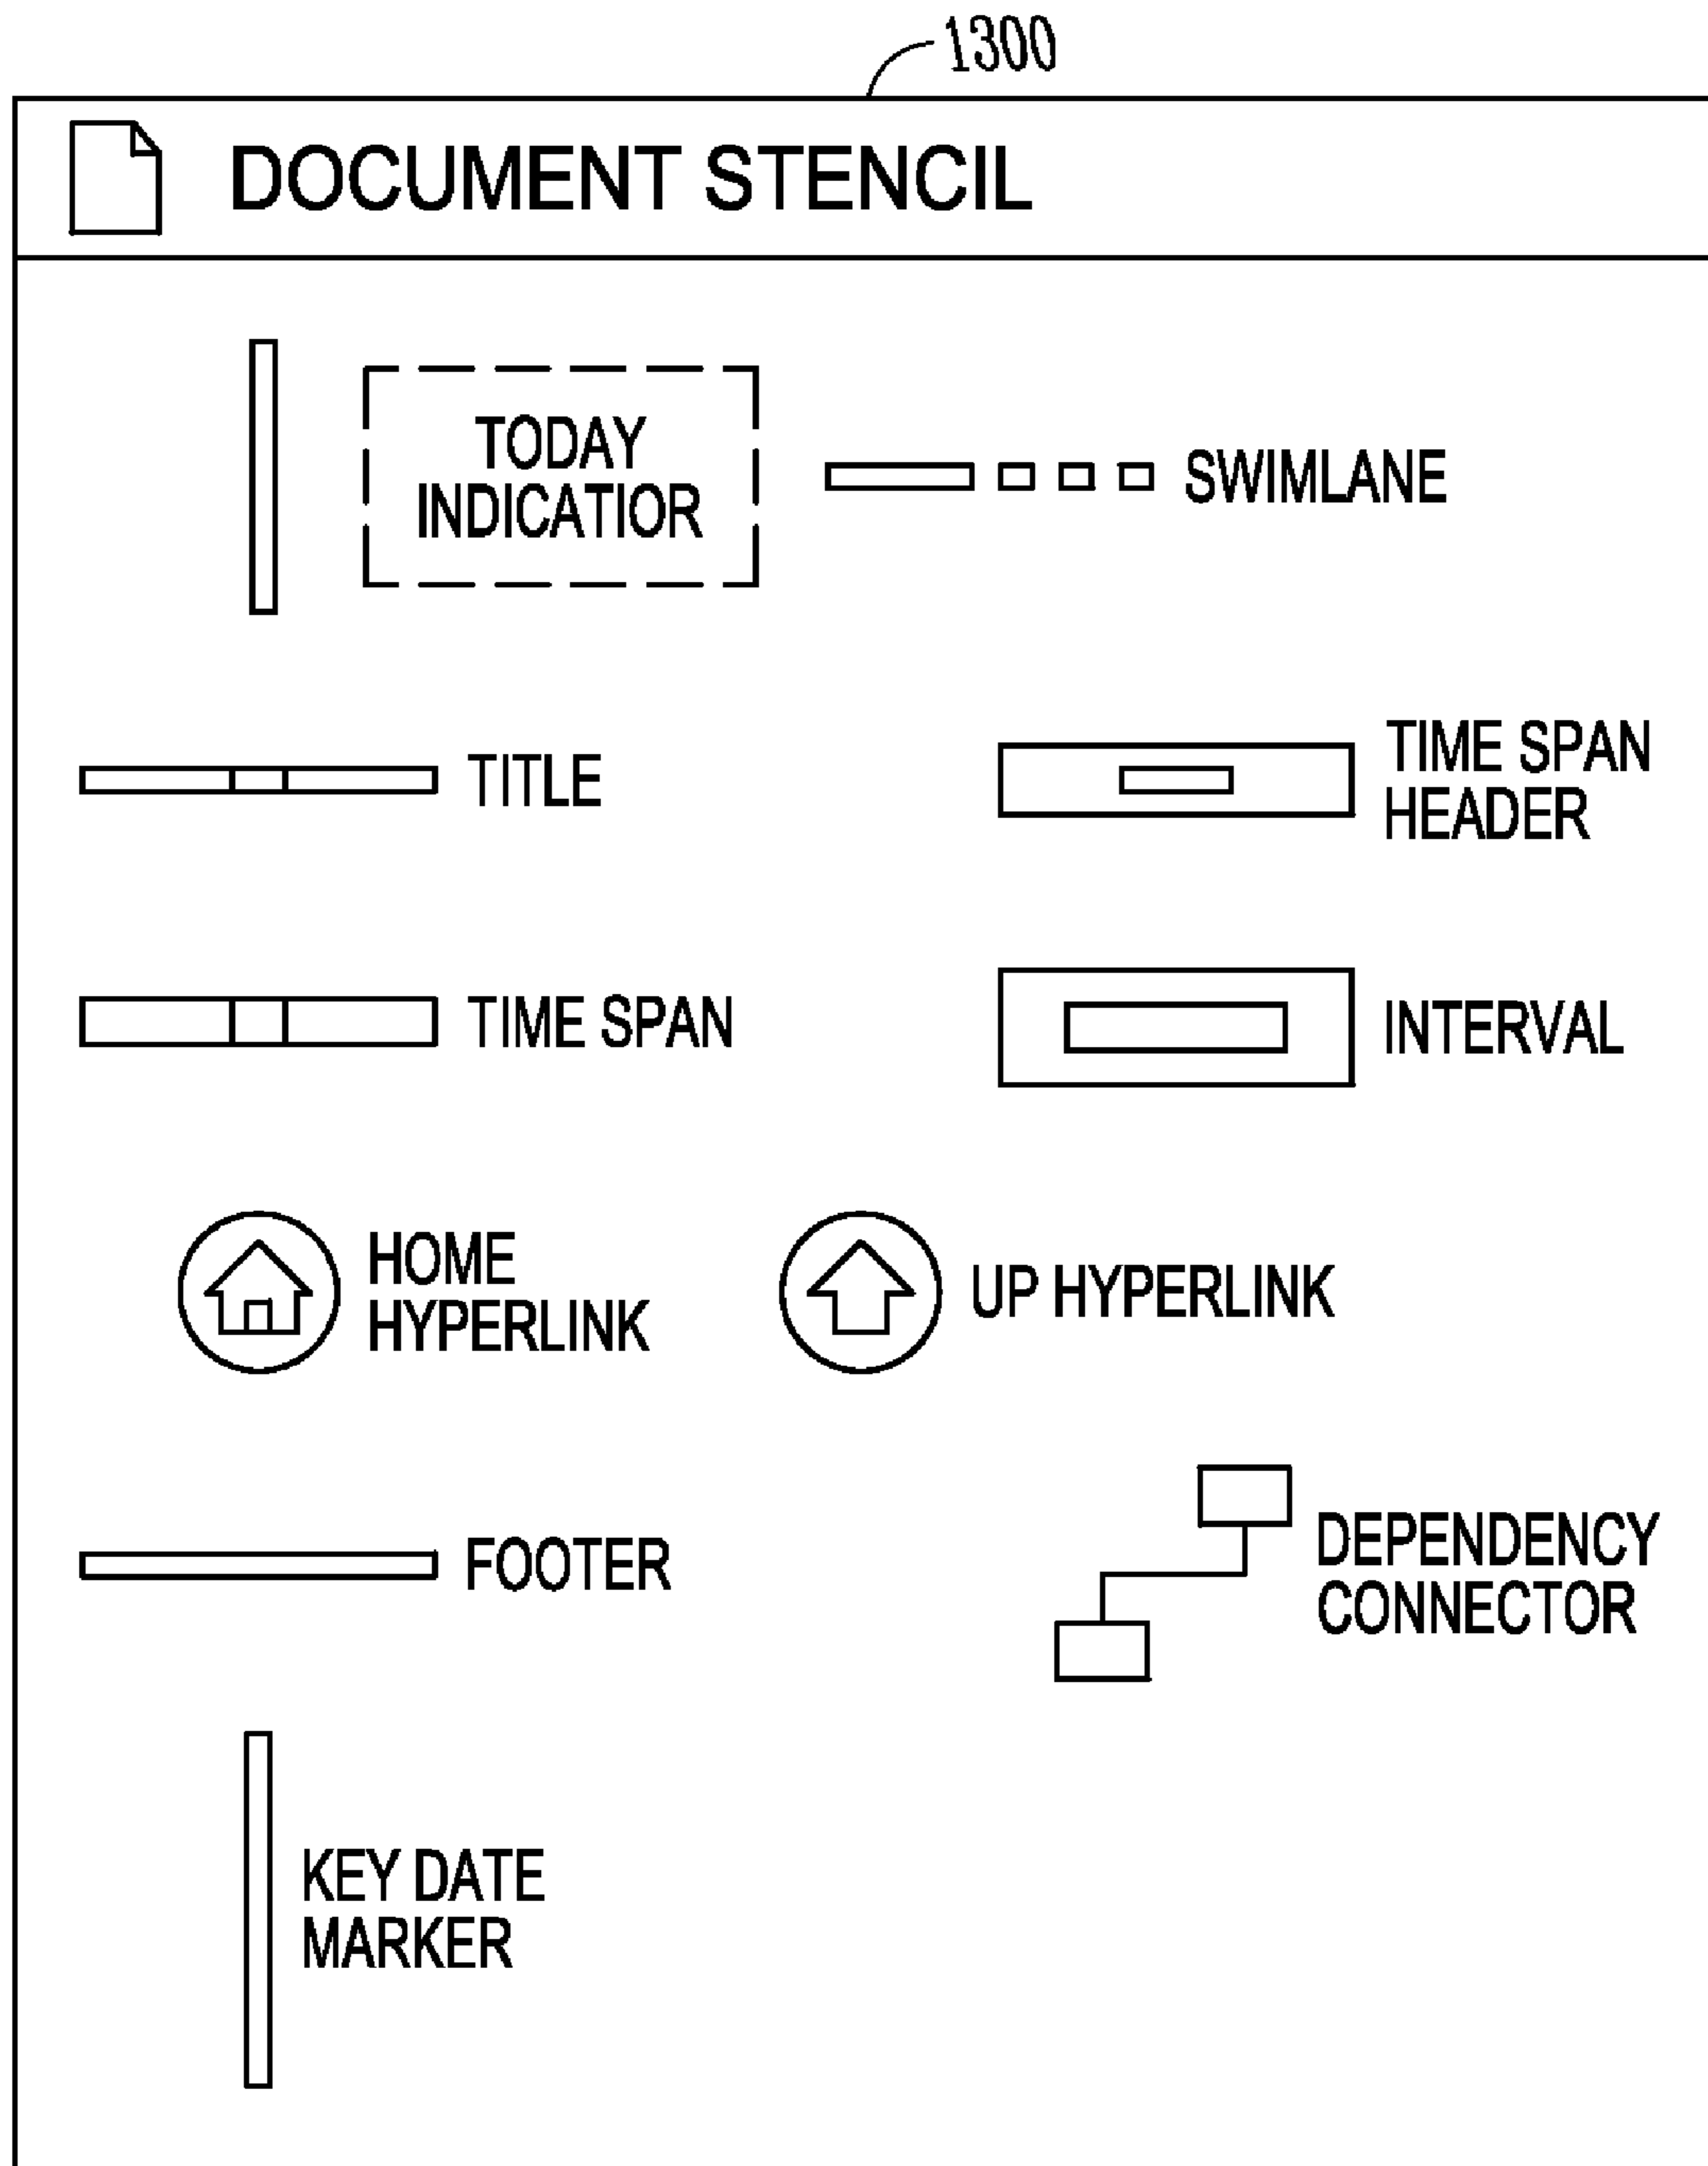 1300
DOCUMENT STENCIL
TODAY
INDICATIOR
SWIMLANE
TITLE
TIME SPAN
HEADER
TIME SPAN
INTERVAL
HOME
HYPERLINK
UP HYPERLINK
FOOTER
DEPENDENCY
CONNECTOR
KEY DATE
MARKER